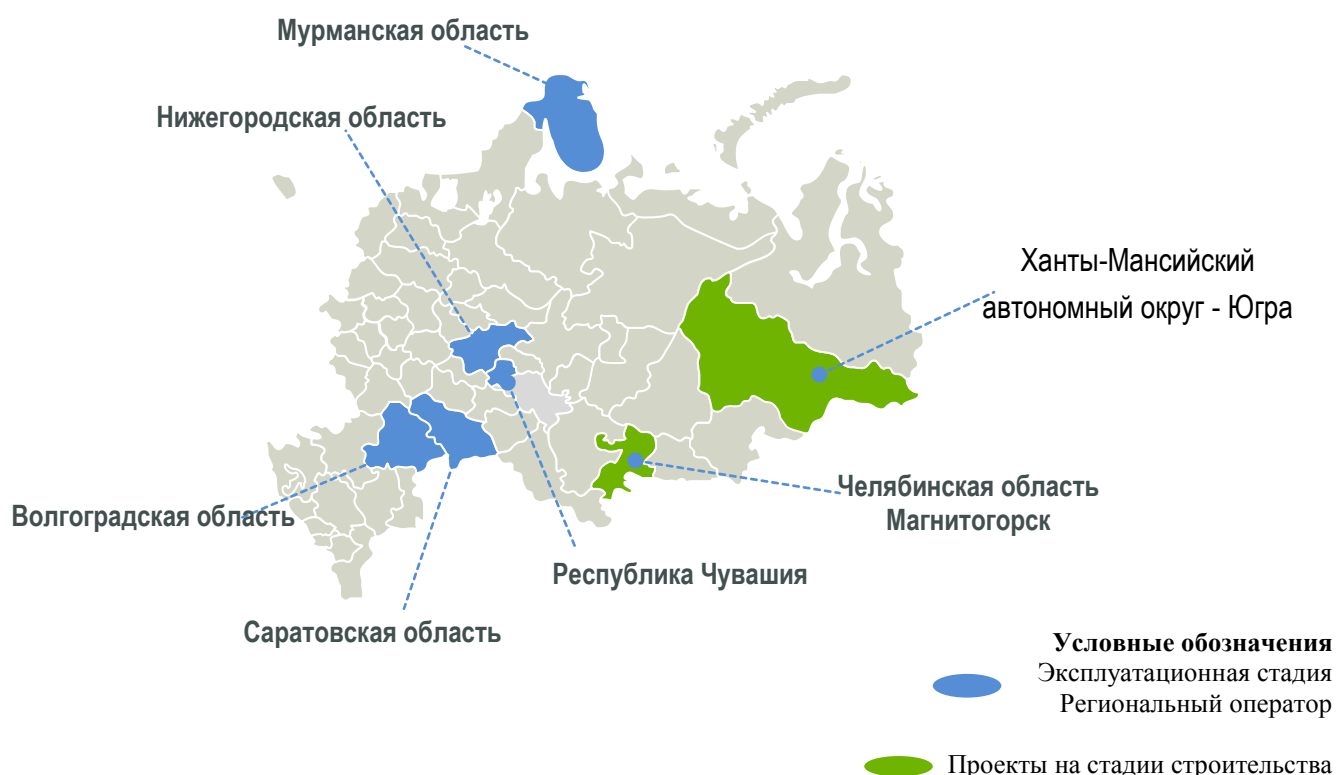 Мурманская область
Нижегородская область
Ханты-Мансийский
автономный округ - Югра
Челябинская область
Магнитогорск
Волгоградская область
Республика Чувашия
Саратовская область
Условные обозначения
Эксплуатационная стадия
Региональный оператор
Проекты на стадии строительства